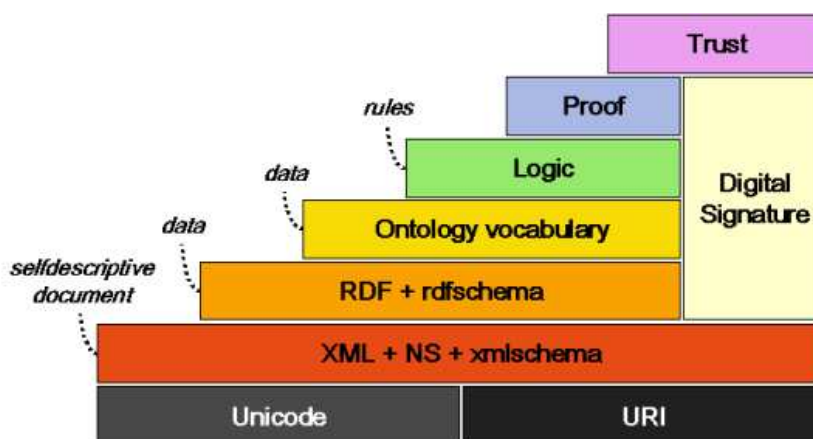 Trust
Proof
rules
Logic
data
Digital
Signature
Ontology vocabulary
data
RDF + rdfschema
selfdescriptive
document
XML + NS + xmlschema
Unicode
URI